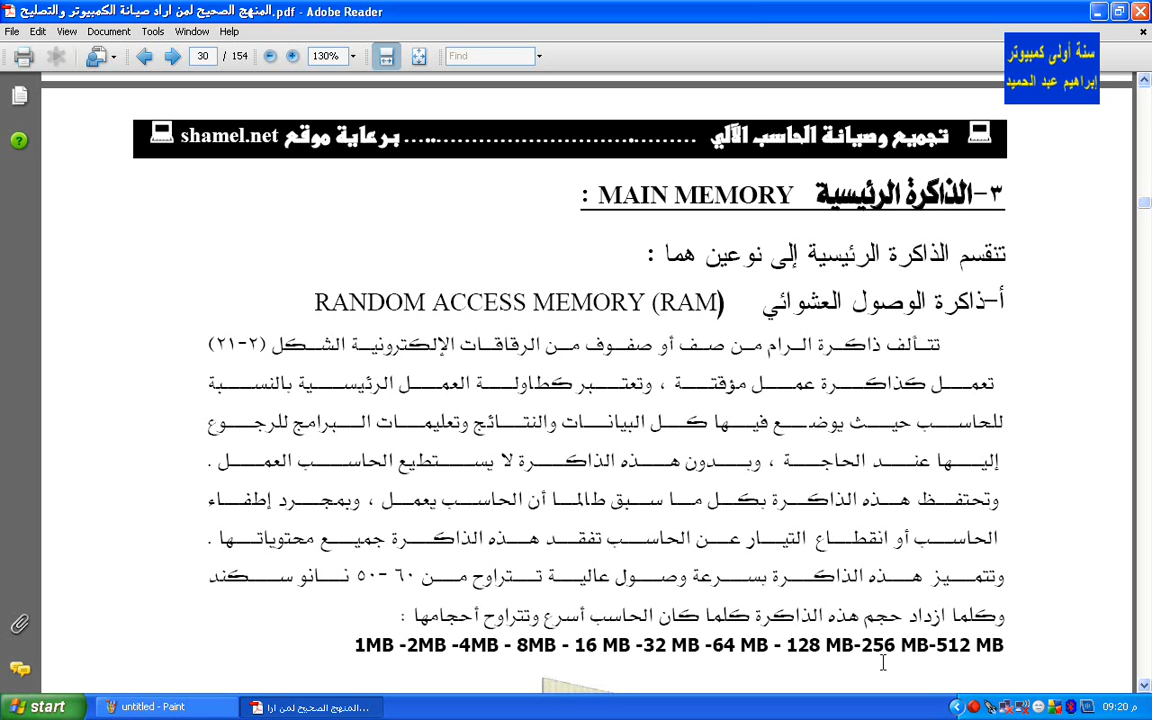 المنهج الصحيح لمن اراد صيانة الكمبيوتر والتصليح.pdf - Adobe Reader
File Edit View Document Tools Window Help
30 / 154 130% Find
سنة أولى كمبيوتر
إبراهيم عبد الحميد
تجميع وصيانة الحاسب الآلي ................................................ برعاية موقع shamel.net
٣-الذاكرة الرئيسية MAIN MEMORY :
تنقسم الذاكرة الرئيسية إلى نوعين هما :
أ-ذاكرة الوصول العشوائي RANDOM ACCESS MEMORY (RAM)
تتألف ذاكرة الرام من صف أو صفوف من الرقاقات الإلكترونية الشكل (٢-٢١)
تعمل كذاكرة عمل مؤقتة ، وتعتبر كطاولة العمل الرئيسية بالنسبة
للحاسب حيث يوضع فيها كل البيانات والنتائج وتعليمات البرامج للرجوع
إليها عند الحاجة ، وبدون هذه الذاكرة لا يستطيع الحاسب العمل .
وتحتفظ هذه الذاكرة بكل ما سبق طالما أن الحاسب يعمل ، وبمجرد إطفاء
الحاسب أو انقطاع التيار عن الحاسب تفقد هذه الذاكرة جميع محتوياتها .
وتتميز هذه الذاكرة بسرعة وصول عالية تتراوح من ٦٠ -٥٠ نانو سكند
وكلما ازداد حجم هذه الذاكرة كلما كان الحاسب أسرع وتتراوح أحجامها :
1MB -2MB -4MB - 8MB - 16 MB -32 MB -64 MB - 128 MB-256 MB-512 MB
start
untitled - Paint
المنهج الصحيح لمن ارا...
09:20 م